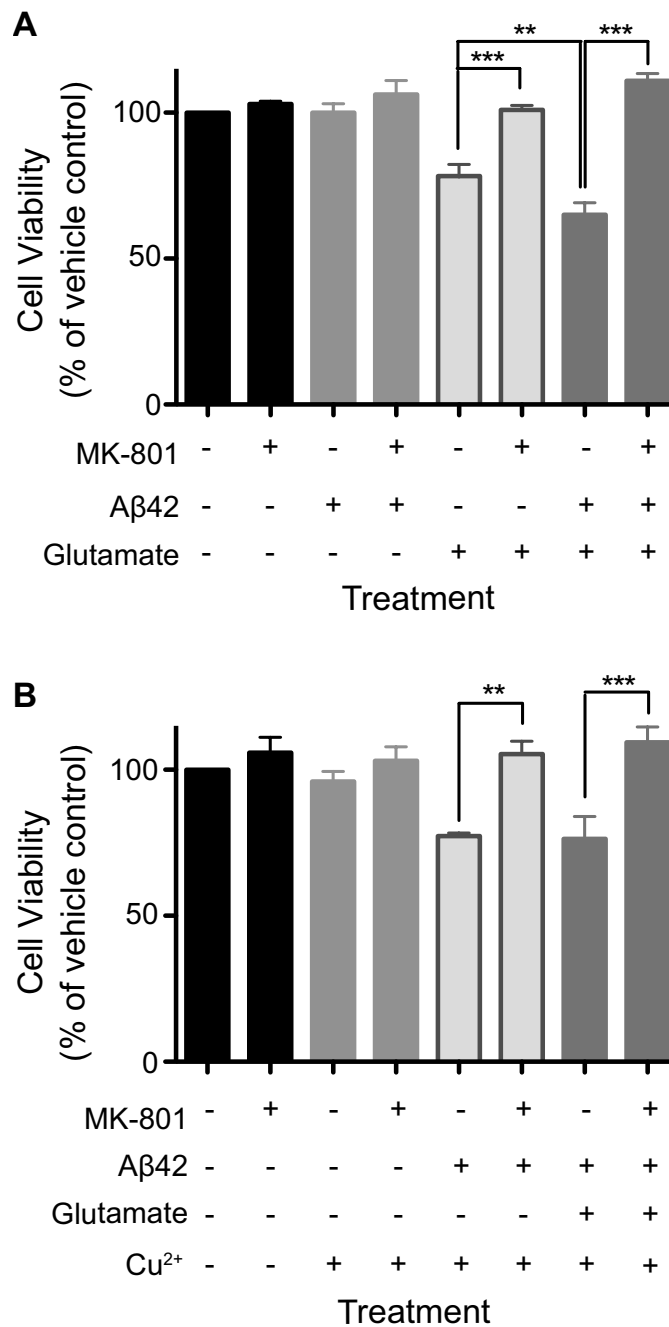 A
** ***
***
100
50
0
Cell Viability
(% of vehicle control)
MK-801 - + - + - + - +
Aβ42 - - + + - - + +
Glutamate - - - - + + + +
Treatment
B
** ***
100
50
0
Cell Viability
(% of vehicle control)
MK-801 - + - + - + - +
Aβ42 - - - - + + + +
Glutamate - - - - - - + +
Cu²⁺ - - + + + + + +
Treatment